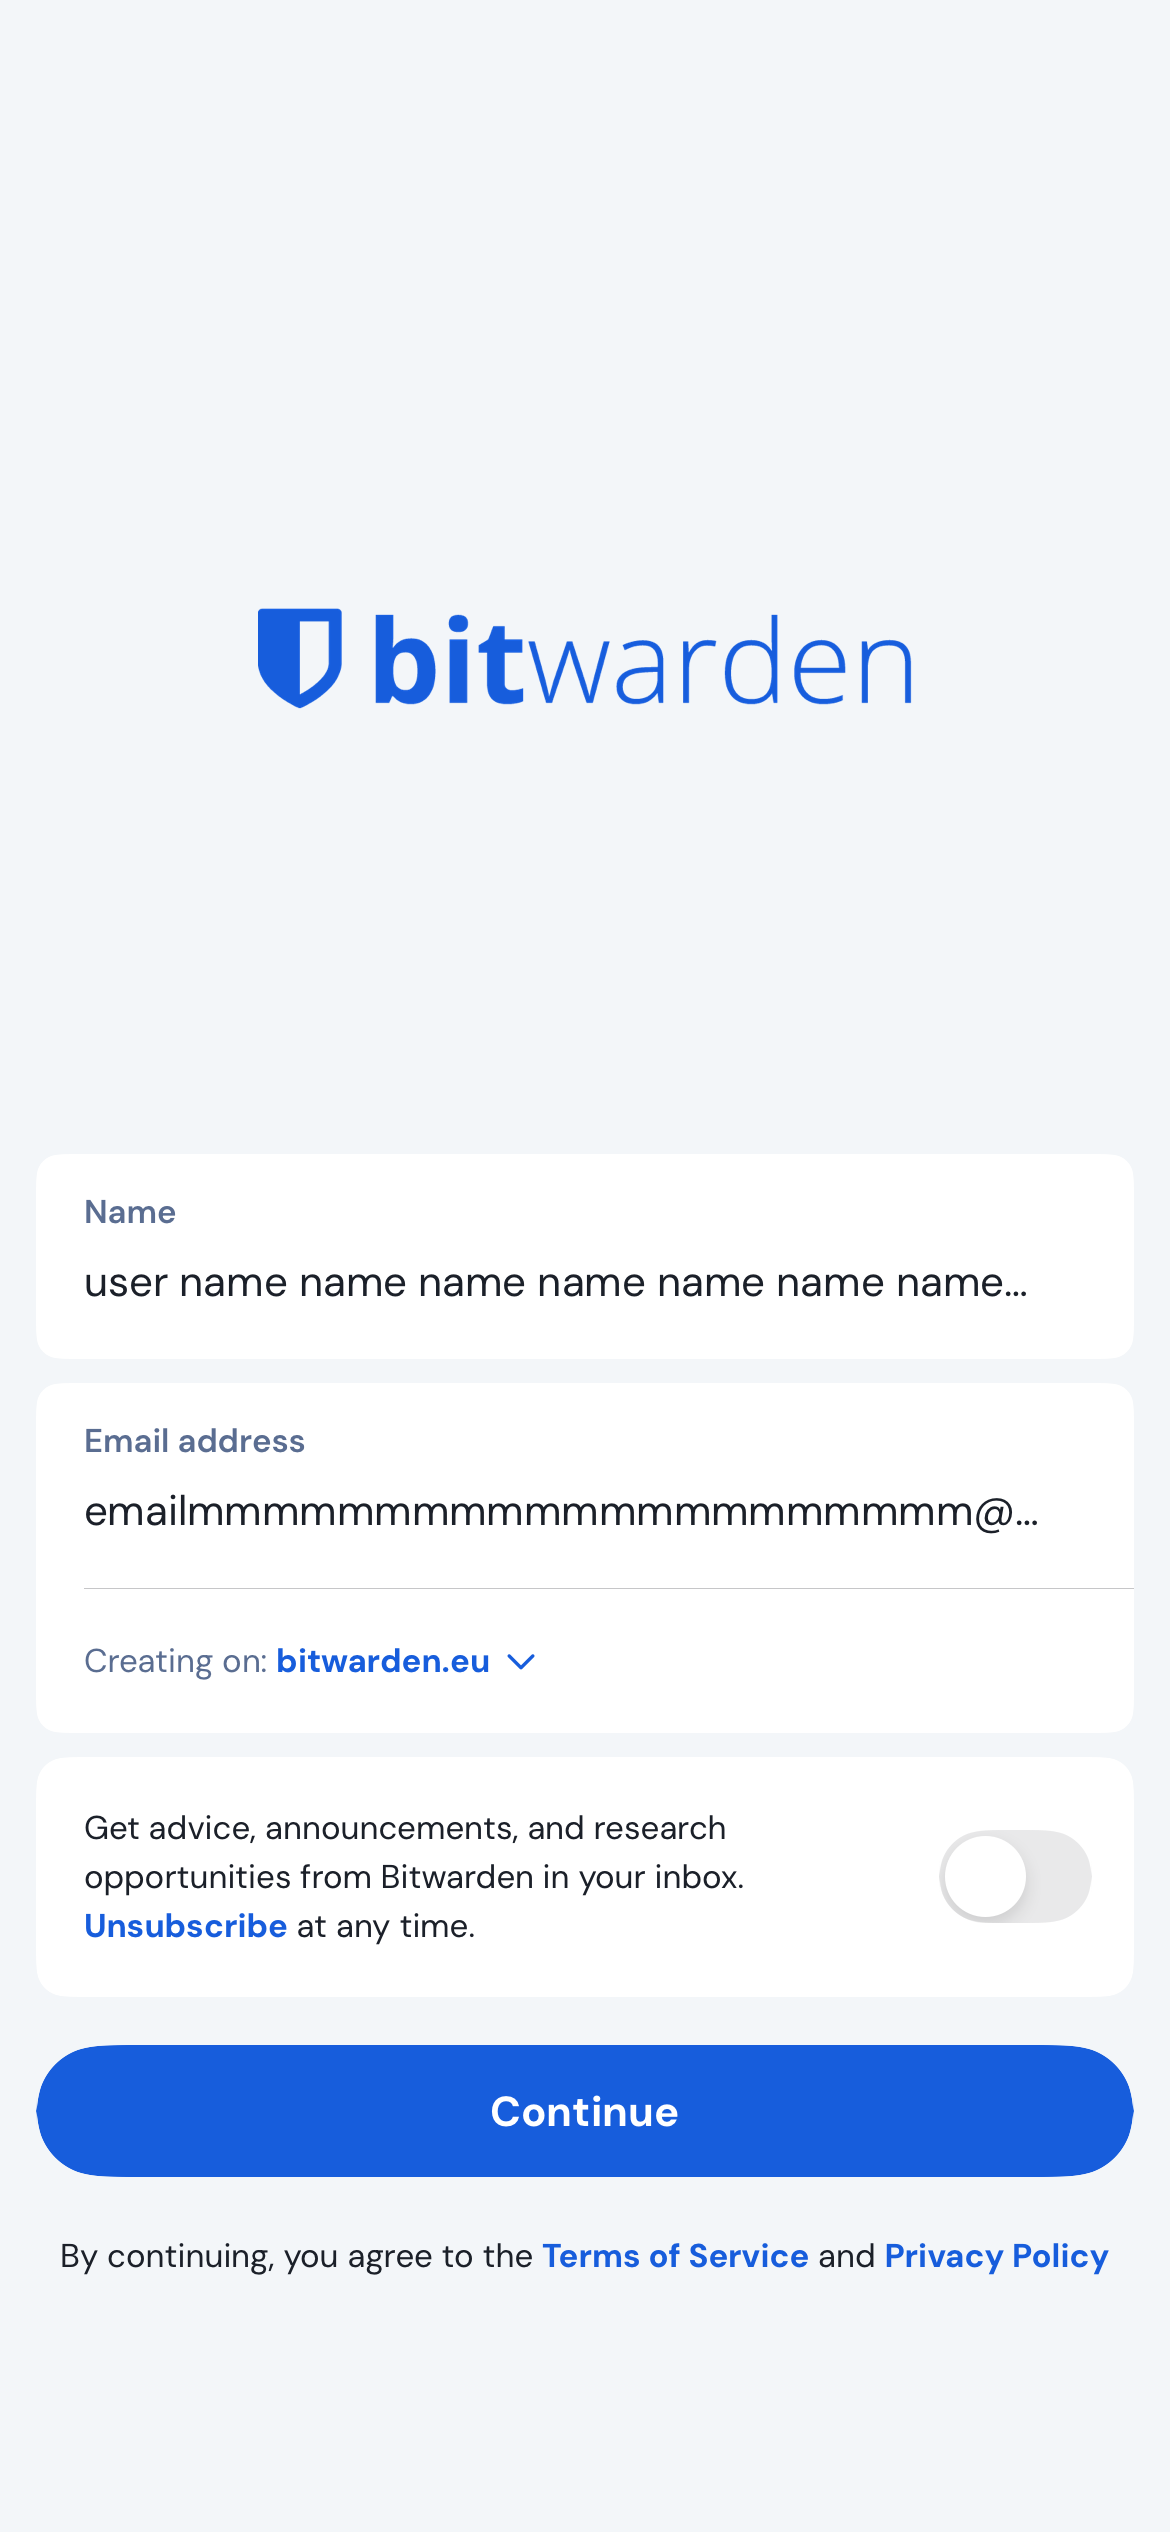 bitwarden
Name
user name name name name name name name...
Email address
emailmmmmmmmmmmmmmmmmmmmmm@...
Creating on: bitwarden.eu
Get advice, announcements, and research
opportunities from Bitwarden in your inbox.
Unsubscribe at any time.
Continue
By continuing, you agree to the Terms of Service and Privacy Policy